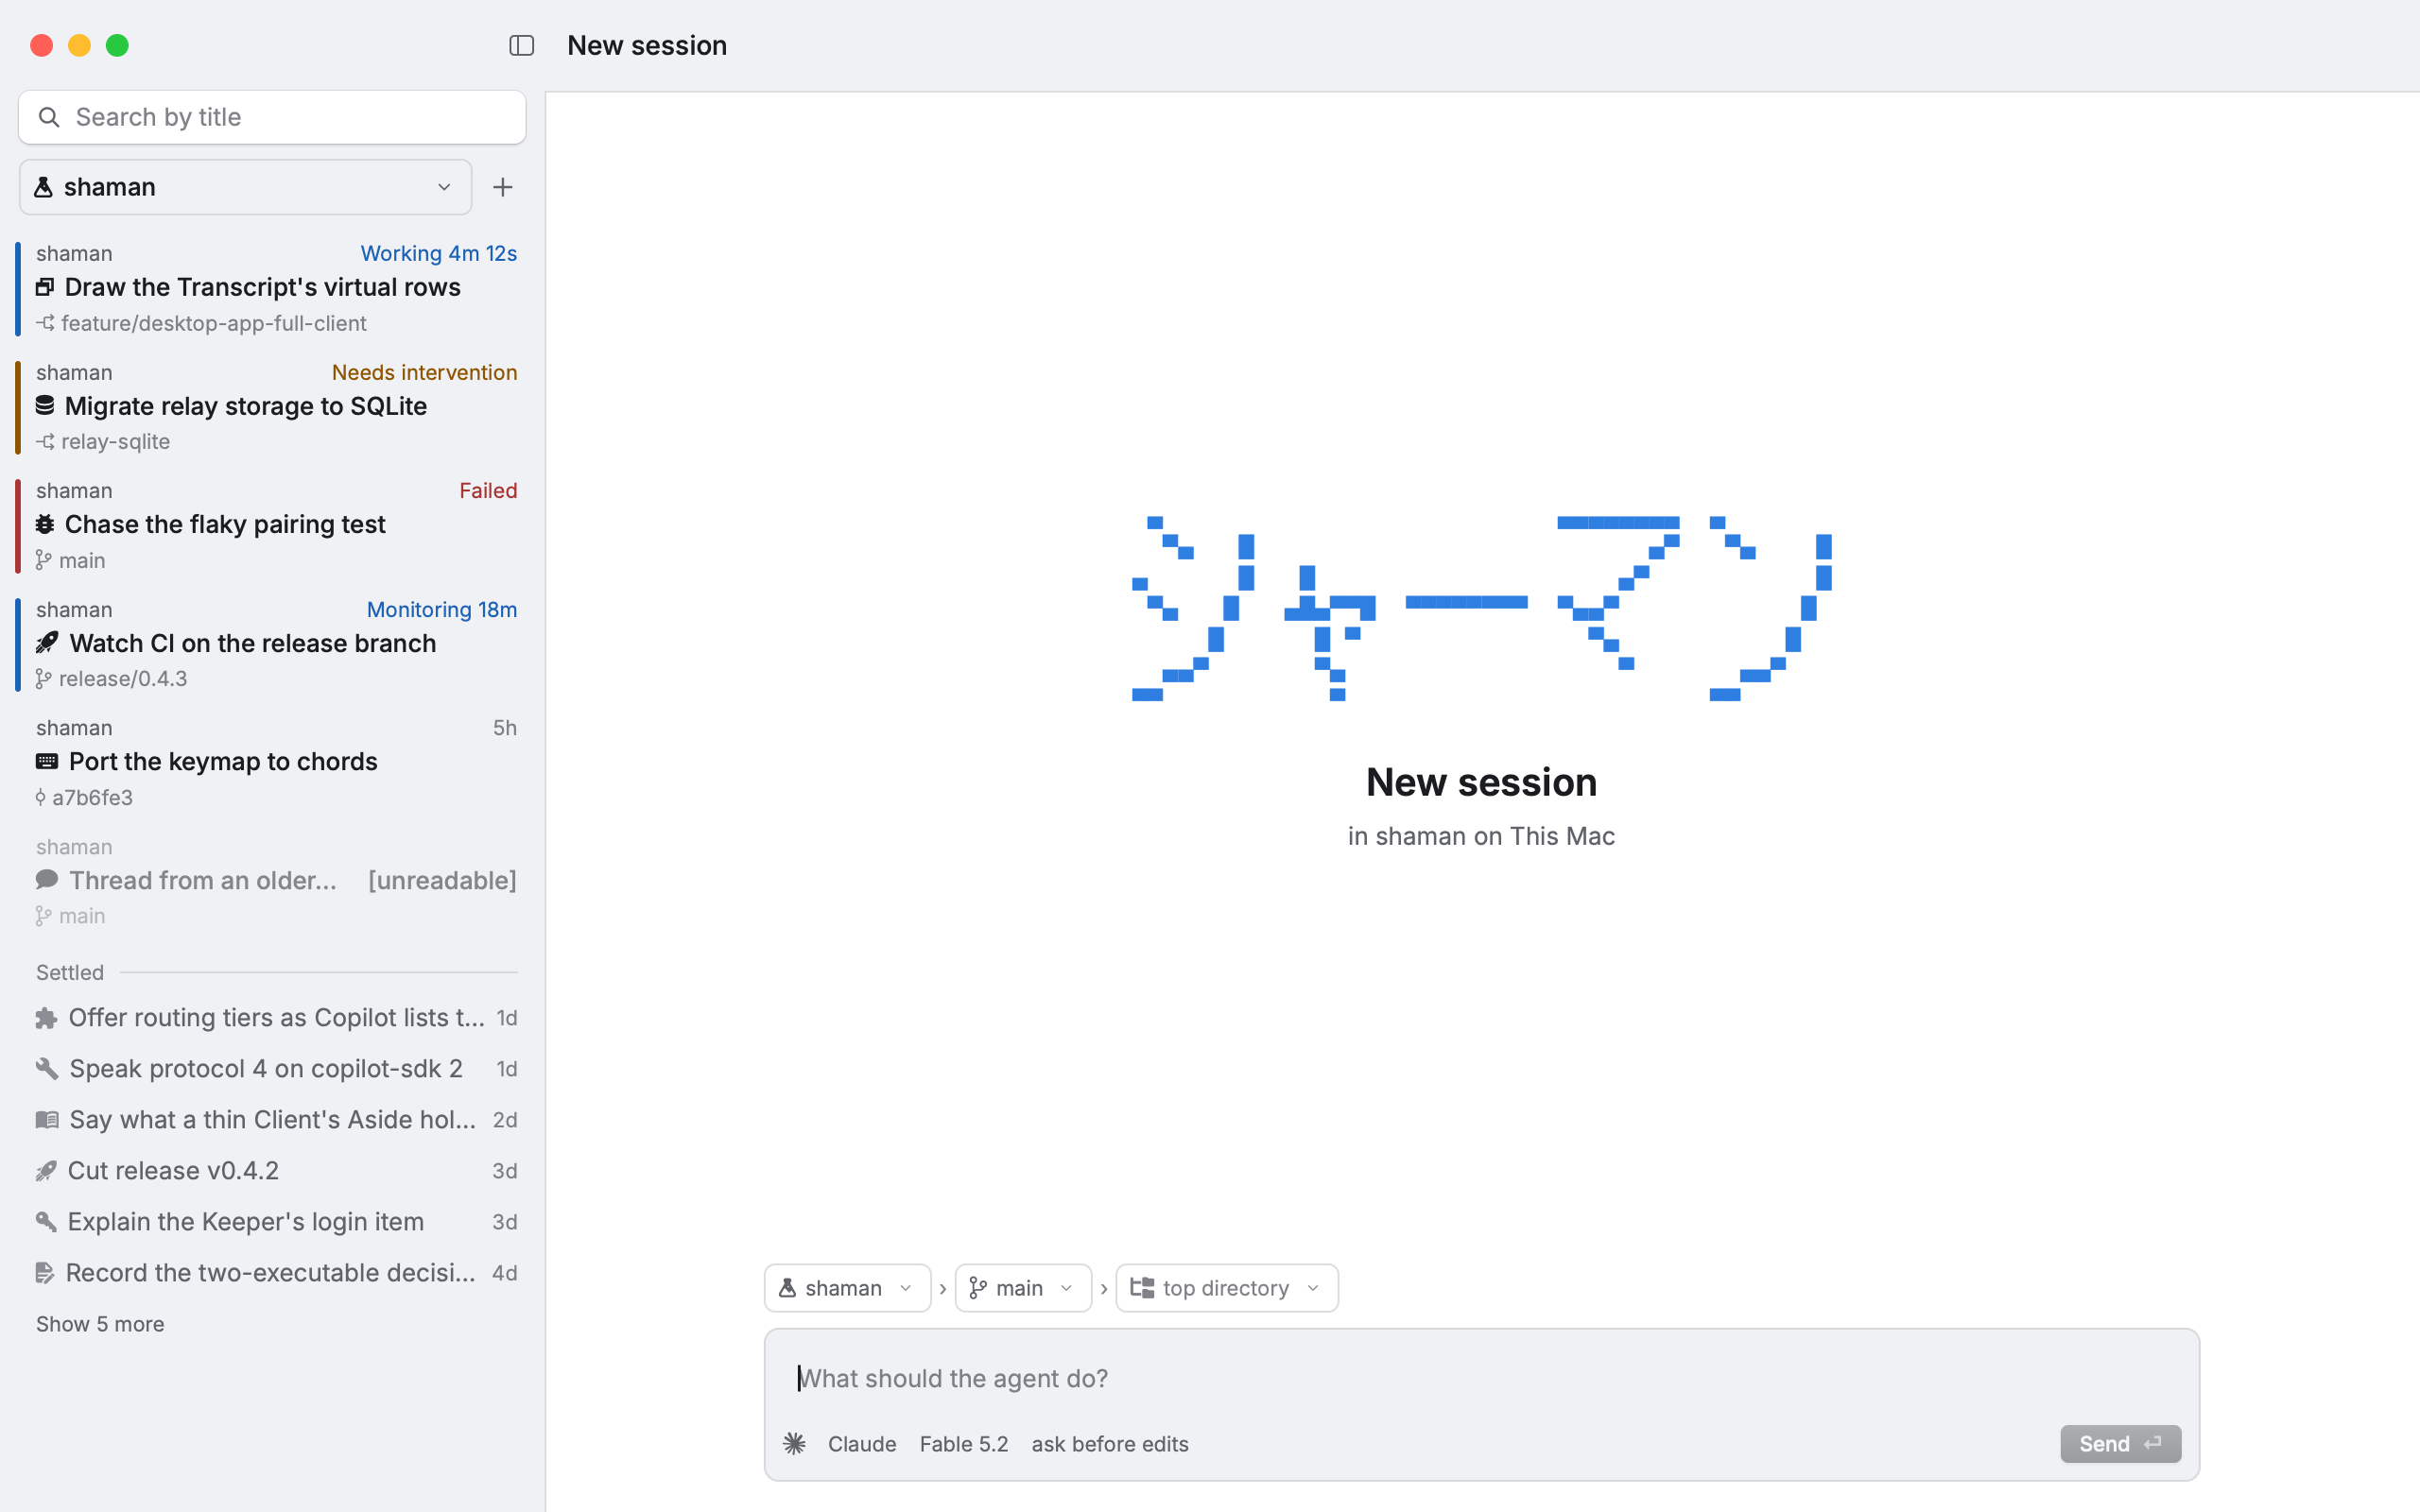 New session
Search by title
shaman
shaman Working 4m 12s
Draw the Transcript's virtual rows
feature/desktop-app-full-client
shaman Needs intervention
Migrate relay storage to SQLite
relay-sqlite
shaman Failed
Chase the flaky pairing test
main
shaman Monitoring 18m
Watch CI on the release branch
release/0.4.3
shaman 5h
Port the keymap to chords
a7b6fe3
shaman
Thread from an older... [unreadable]
main
Settled
Offer routing tiers as Copilot lists t... 1d
Speak protocol 4 on copilot-sdk 2 1d
Say what a thin Client's Aside hol... 2d
Cut release v0.4.2 3d
Explain the Keeper's login item 3d
Record the two-executable decisi... 4d
Show 5 more
シャーマン
New session
in shaman on This Mac
shaman › main › top directory
What should the agent do?
Claude Fable 5.2 ask before edits Send